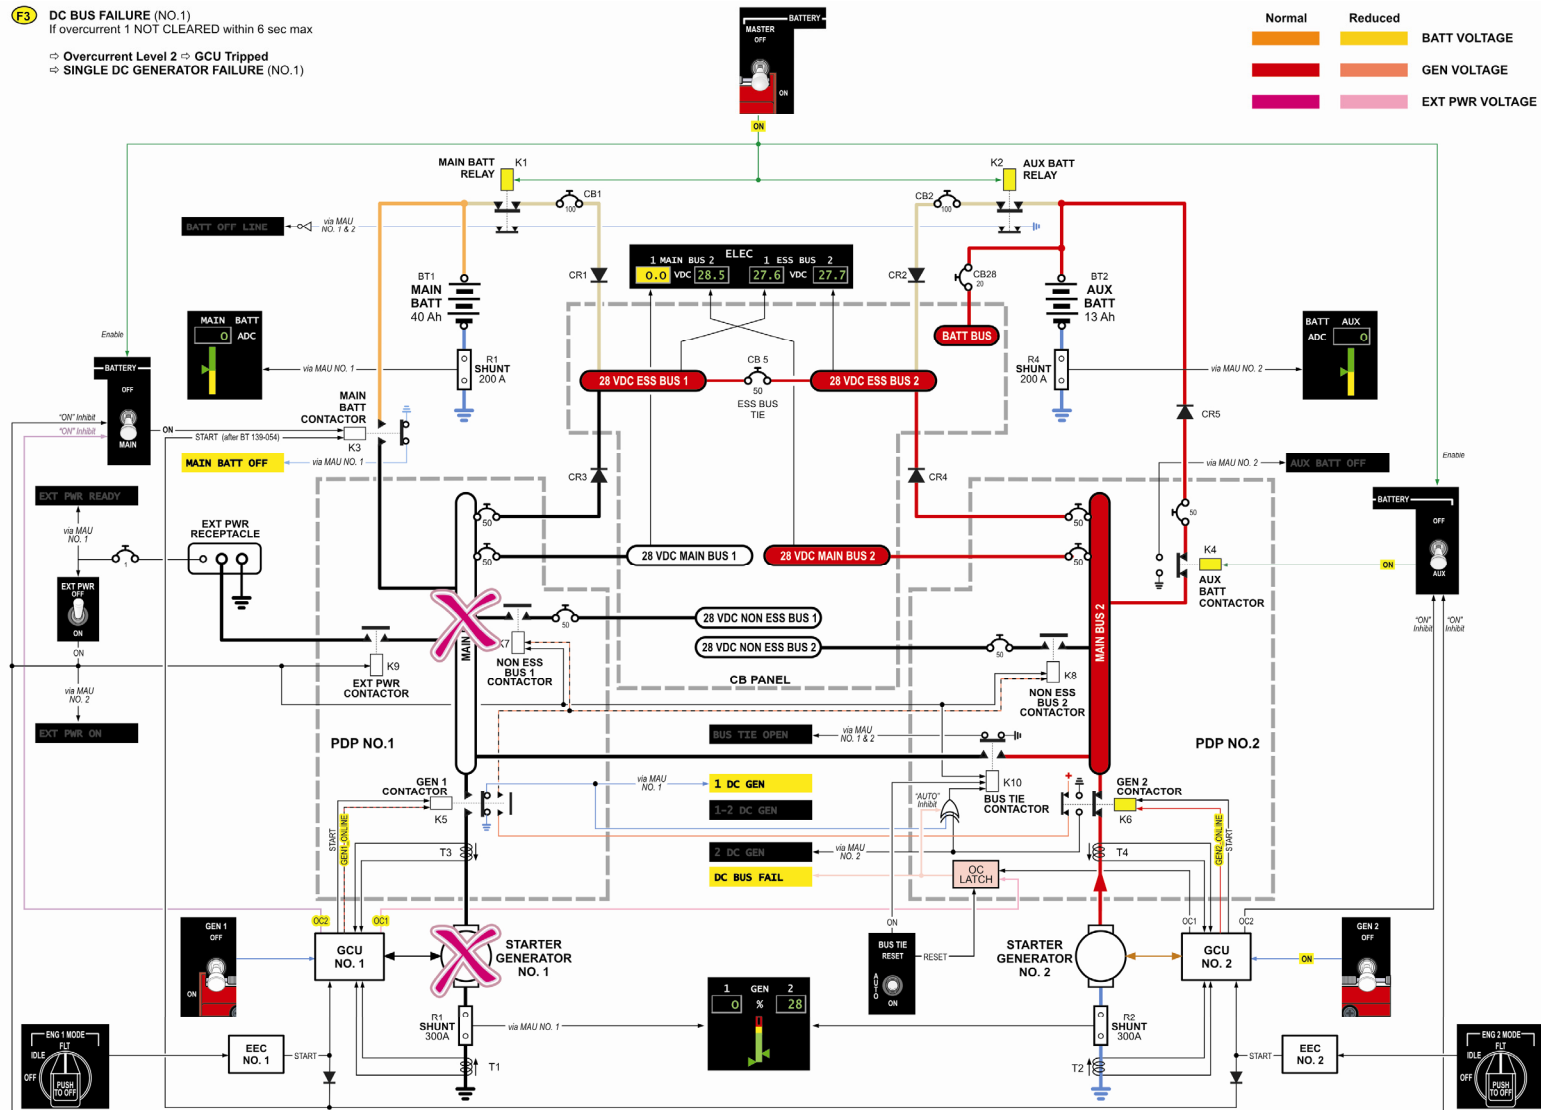 F3 DC BUS FAILURE (NO.1)
If overcurrent 1 NOT CLEARED within 6 sec max
⇨ Overcurrent Level 2 ⇨ GCU Tripped
⇨ SINGLE DC GENERATOR FAILURE (NO.1)
BATTERY
MASTER
OFF
ON
ON
Normal Reduced
BATT VOLTAGE
GEN VOLTAGE
EXT PWR VOLTAGE
MAIN BATT
RELAY
K1
K2
AUX BATT
RELAY
CB1
100
CB2
100
BATT OFF LINE
via MAU
NO. 1 & 2
ELEC
1 MAIN BUS 2 1 ESS BUS 2
0.0 VDC 28.5 27.6 VDC 27.7
CR1
CR2
CB28
20
BT1
MAIN
BATT
40 Ah
BT2
AUX
BATT
13 Ah
BATT BUS
MAIN BATT
0 ADC
BATT AUX
ADC 0
Enable
via MAU NO. 1
R1
SHUNT
200 A
R4
SHUNT
200 A
via MAU NO. 2
28 VDC ESS BUS 1
CB 5
50
ESS BUS
TIE
28 VDC ESS BUS 2
BATTERY
OFF
MAIN
"ON" Inhibit
"ON" Inhibit
ON
START (after BT 139-054)
MAIN
BATT
CONTACTOR
K3
CR5
MAIN BATT OFF
via MAU NO. 1
via MAU NO. 2
AUX BATT OFF
Enable
CR3
CR4
EXT PWR READY
via MAU
NO. 1
1
EXT PWR
RECEPTACLE
50
50
50
50
50
28 VDC MAIN BUS 1
28 VDC MAIN BUS 2
BATTERY
OFF
AUX
ON
K4
AUX
BATT
CONTACTOR
EXT PWR
OFF
ON
ON
MAIN
MAIN BUS 2
28 VDC NON ESS BUS 1
28 VDC NON ESS BUS 2
50
50
K7
NON ESS
BUS 1
CONTACTOR
K8
NON ESS
BUS 2
CONTACTOR
"ON"
Inhibit
"ON"
Inhibit
K9
EXT PWR
CONTACTOR
CB PANEL
via MAU
NO. 2
EXT PWR ON
PDP NO.1
PDP NO.2
BUS TIE OPEN
via MAU
NO. 1 & 2
K10
BUS TIE
CONTACTOR
GEN 1
CONTACTOR
K5
via MAU
NO. 1
1 DC GEN
1-2 DC GEN
2 DC GEN
DC BUS FAIL
via MAU
NO. 2
"AUTO"
Inhibit
GEN 2
CONTACTOR
K6
START
GEN1_ONLINE
GEN2_ONLINE
START
T3
T4
OC
LATCH
OC2
OC1
OC1
OC2
GEN 1
OFF
ON
GCU
NO. 1
STARTER
GENERATOR
NO. 1
ON
BUS TIE
RESET
AUTO
ON
RESET
STARTER
GENERATOR
NO. 2
GCU
NO. 2
ON
GEN 2
OFF
1 GEN 2
0 % 28
R1
SHUNT
300A
via MAU NO. 1
R2
SHUNT
300A
T1
T2
ENG 1 MODE
FLT
IDLE
OFF
PUSH
TO OFF
EEC
NO. 1
START
START
EEC
NO. 2
ENG 2 MODE
FLT
IDLE
OFF
PUSH
TO OFF